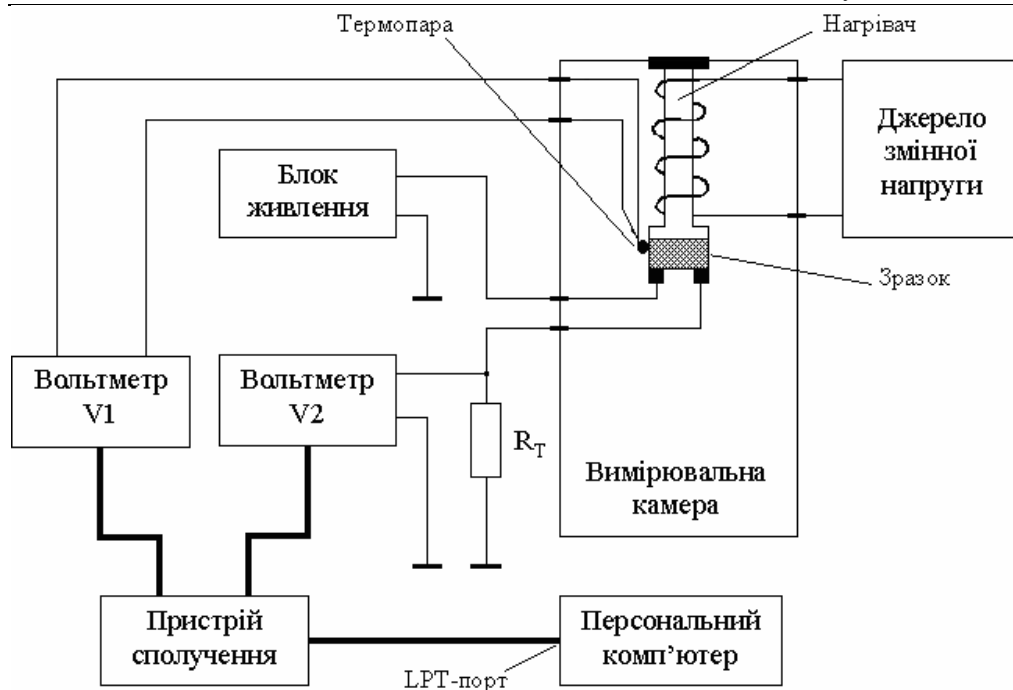 Термопара
Нагрівач
Джерело
змінної
напруги
Блок
живлення
Зразок
Вольтметр
V1
Вольтметр
V2
R_T
Вимірювальна
камера
Пристрій
сполучення
Персональний
комп’ютер
LPT-порт